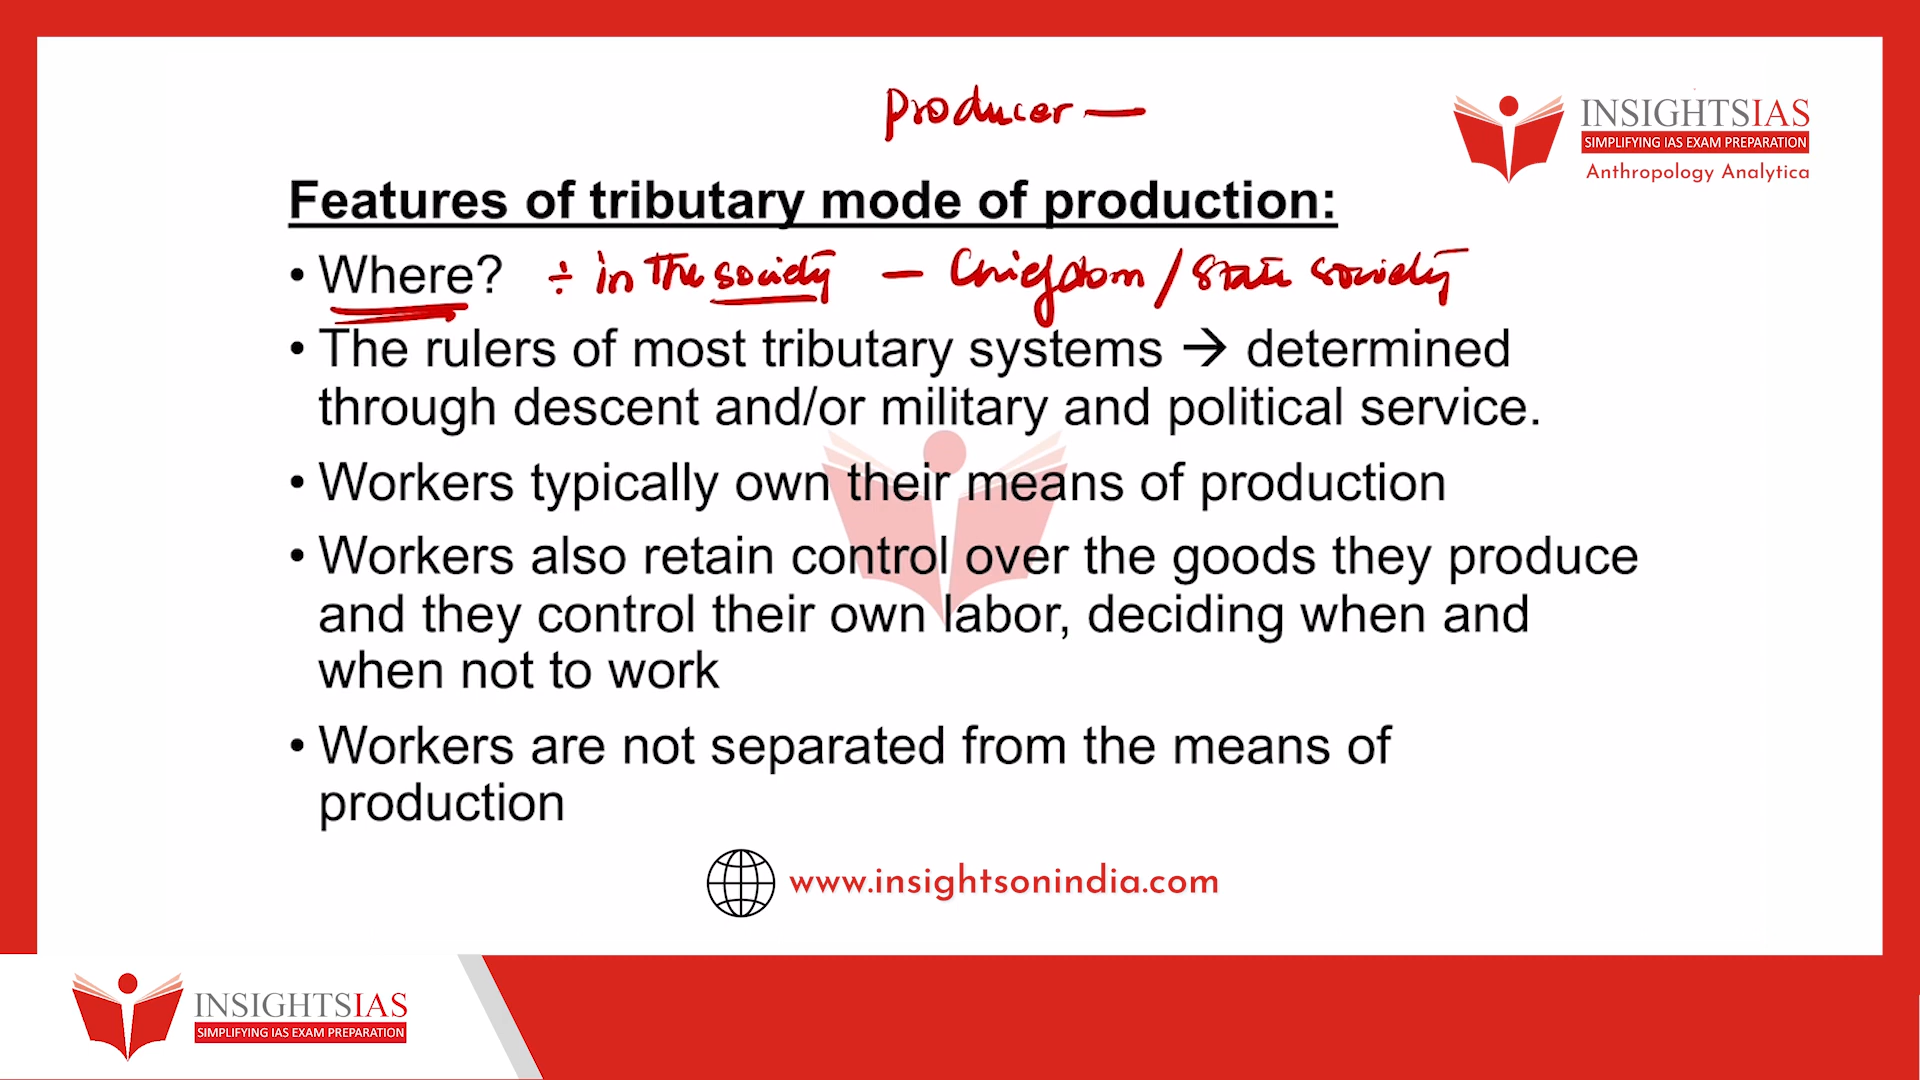 Producer —
INSIGHTSIAS
SIMPLIFYING IAS EXAM PREPARATION
Anthropology Analytica
Features of tributary mode of production:
• Where? ÷ in the society — Chiefdom / State society
• The rulers of most tributary systems → determined
through descent and/or military and political service.
• Workers typically own their means of production
• Workers also retain control over the goods they produce
and they control their own labor, deciding when and
when not to work
• Workers are not separated from the means of
production
www.insightsonindia.com
INSIGHTSIAS
SIMPLIFYING IAS EXAM PREPARATION